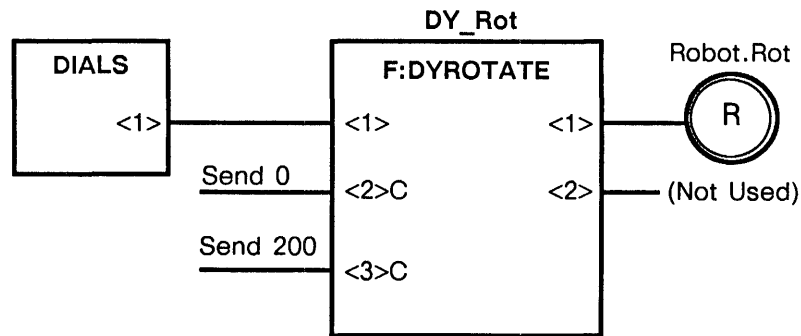 DY_Rot
Robot.Rot
DIALS
F:DYROTATE
<1>
<1>
<1>
R
Send 0
<2>C
<2>
(Not Used)
Send 200
<3>C